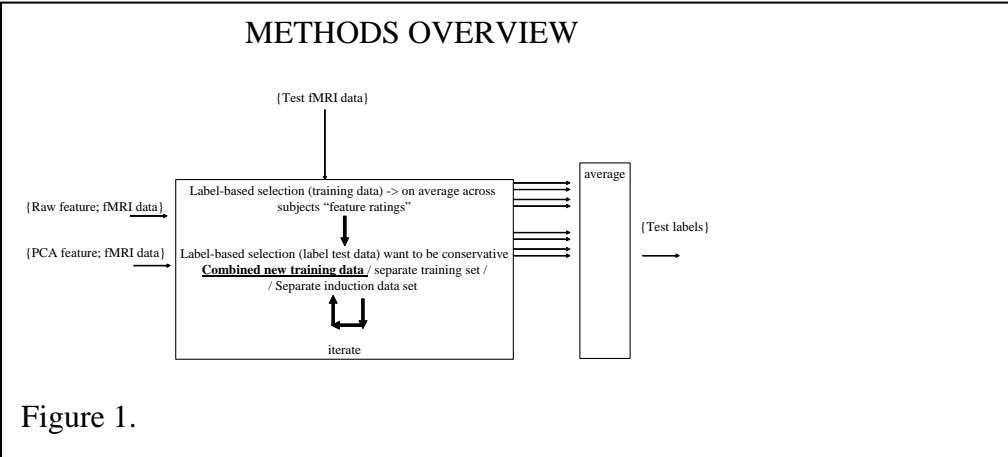 METHODS OVERVIEW
{Test fMRI data}
Label-based selection (training data) -> on average across
subjects “feature ratings”
average
{Raw feature; fMRI data}
{Test labels}
{PCA feature; fMRI data}
Label-based selection (label test data) want to be conservative
Combined new training data / separate training set /
/ Separate induction data set
iterate
Figure 1.